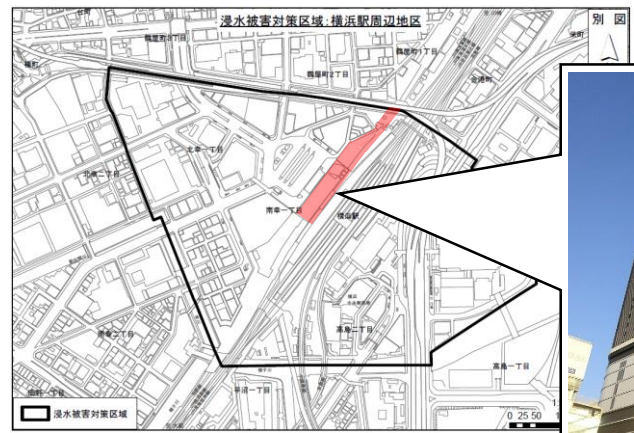 浸水被害対策区域:横浜駅周辺地区
別 図
台町
鶴屋町3丁目
鶴屋町1丁目
栄町
鶴屋町2丁目
金港町
北幸一丁目
北幸二丁目
南幸一丁目
横浜駅
南幸二丁目
高島二丁目
高島一丁目
平沼一丁目
浸水被害対策区域
0 25 50